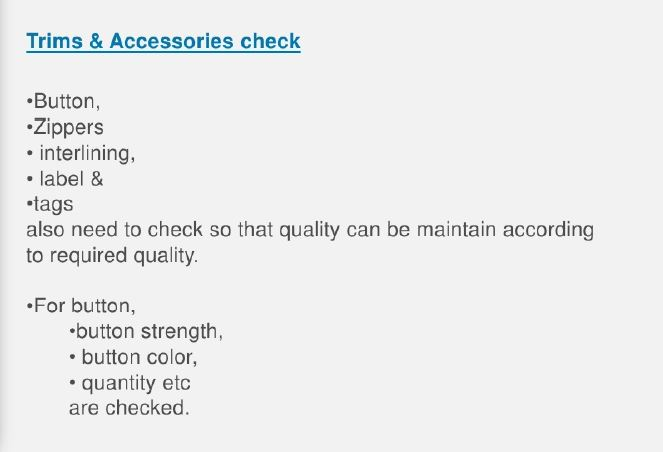 Trims & Accessories check
•Button,
•Zippers
• interlining,
• label &
•tags
also need to check so that quality can be maintain according
to required quality.
•For button,
•button strength,
• button color,
• quantity etc
are checked.